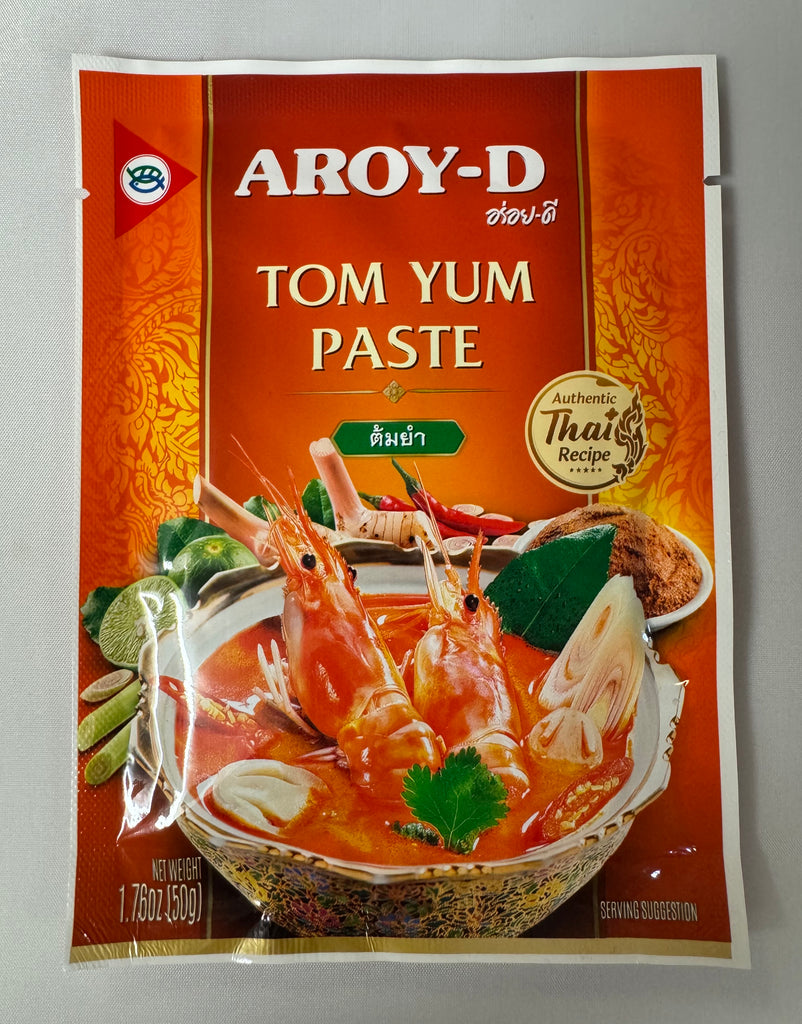 AROY-D
อร่อย-ดี
TOM YUM
PASTE
ต้มยำ
Authentic
Thai
Recipe
NET WEIGHT
1.76oz (50g)
SERVING SUGGESTION